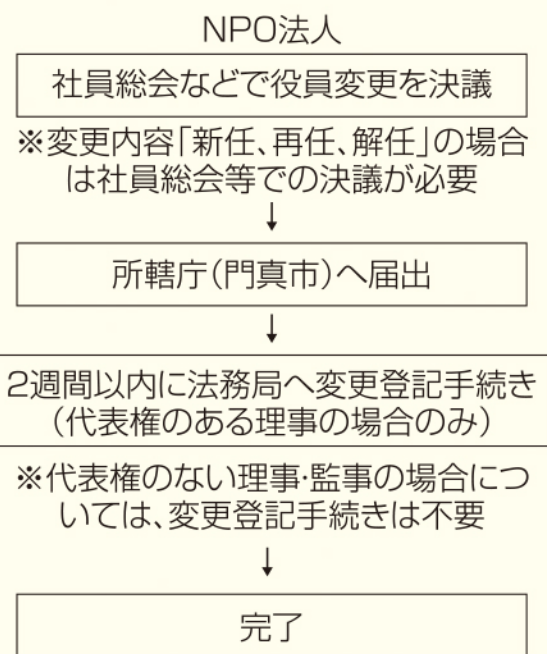 NPO法人
社員総会などで役員変更を決議
※変更内容｢新任､再任､解任｣の場合
は社員総会等での決議が必要
↓
所轄庁(門真市)へ届出
↓
2週間以内に法務局へ変更登記手続き
(代表権のある理事の場合のみ)
※代表権のない理事･監事の場合につ
いては､変更登記手続きは不要
↓
完了